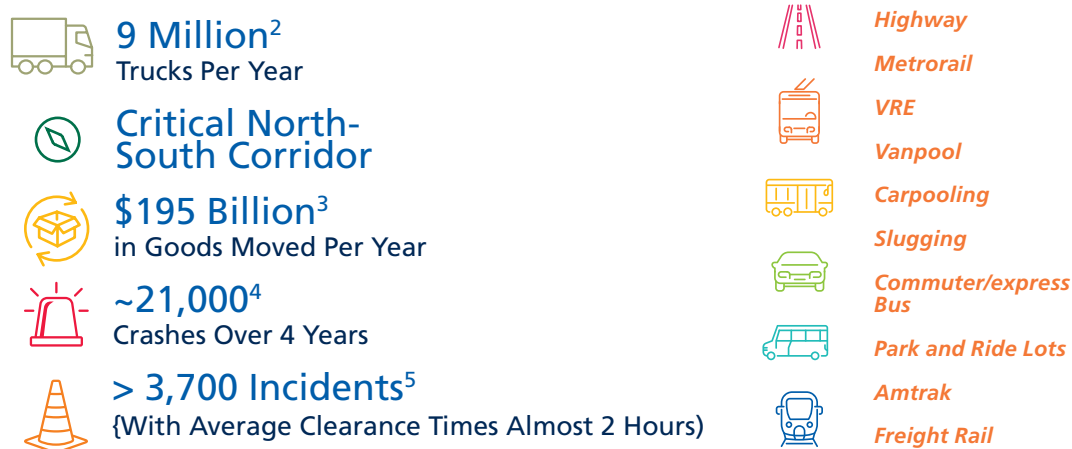 9 Million2
Trucks Per Year
Critical North-
South Corridor
$195 Billion3
in Goods Moved Per Year
~21,0004
Crashes Over 4 Years
> 3,700 Incidents5
{With Average Clearance Times Almost 2 Hours)
Highway
Metrorail
VRE
Vanpool
Carpooling
Slugging
Commuter/express
Bus
Park and Ride Lots
Amtrak
Freight Rail